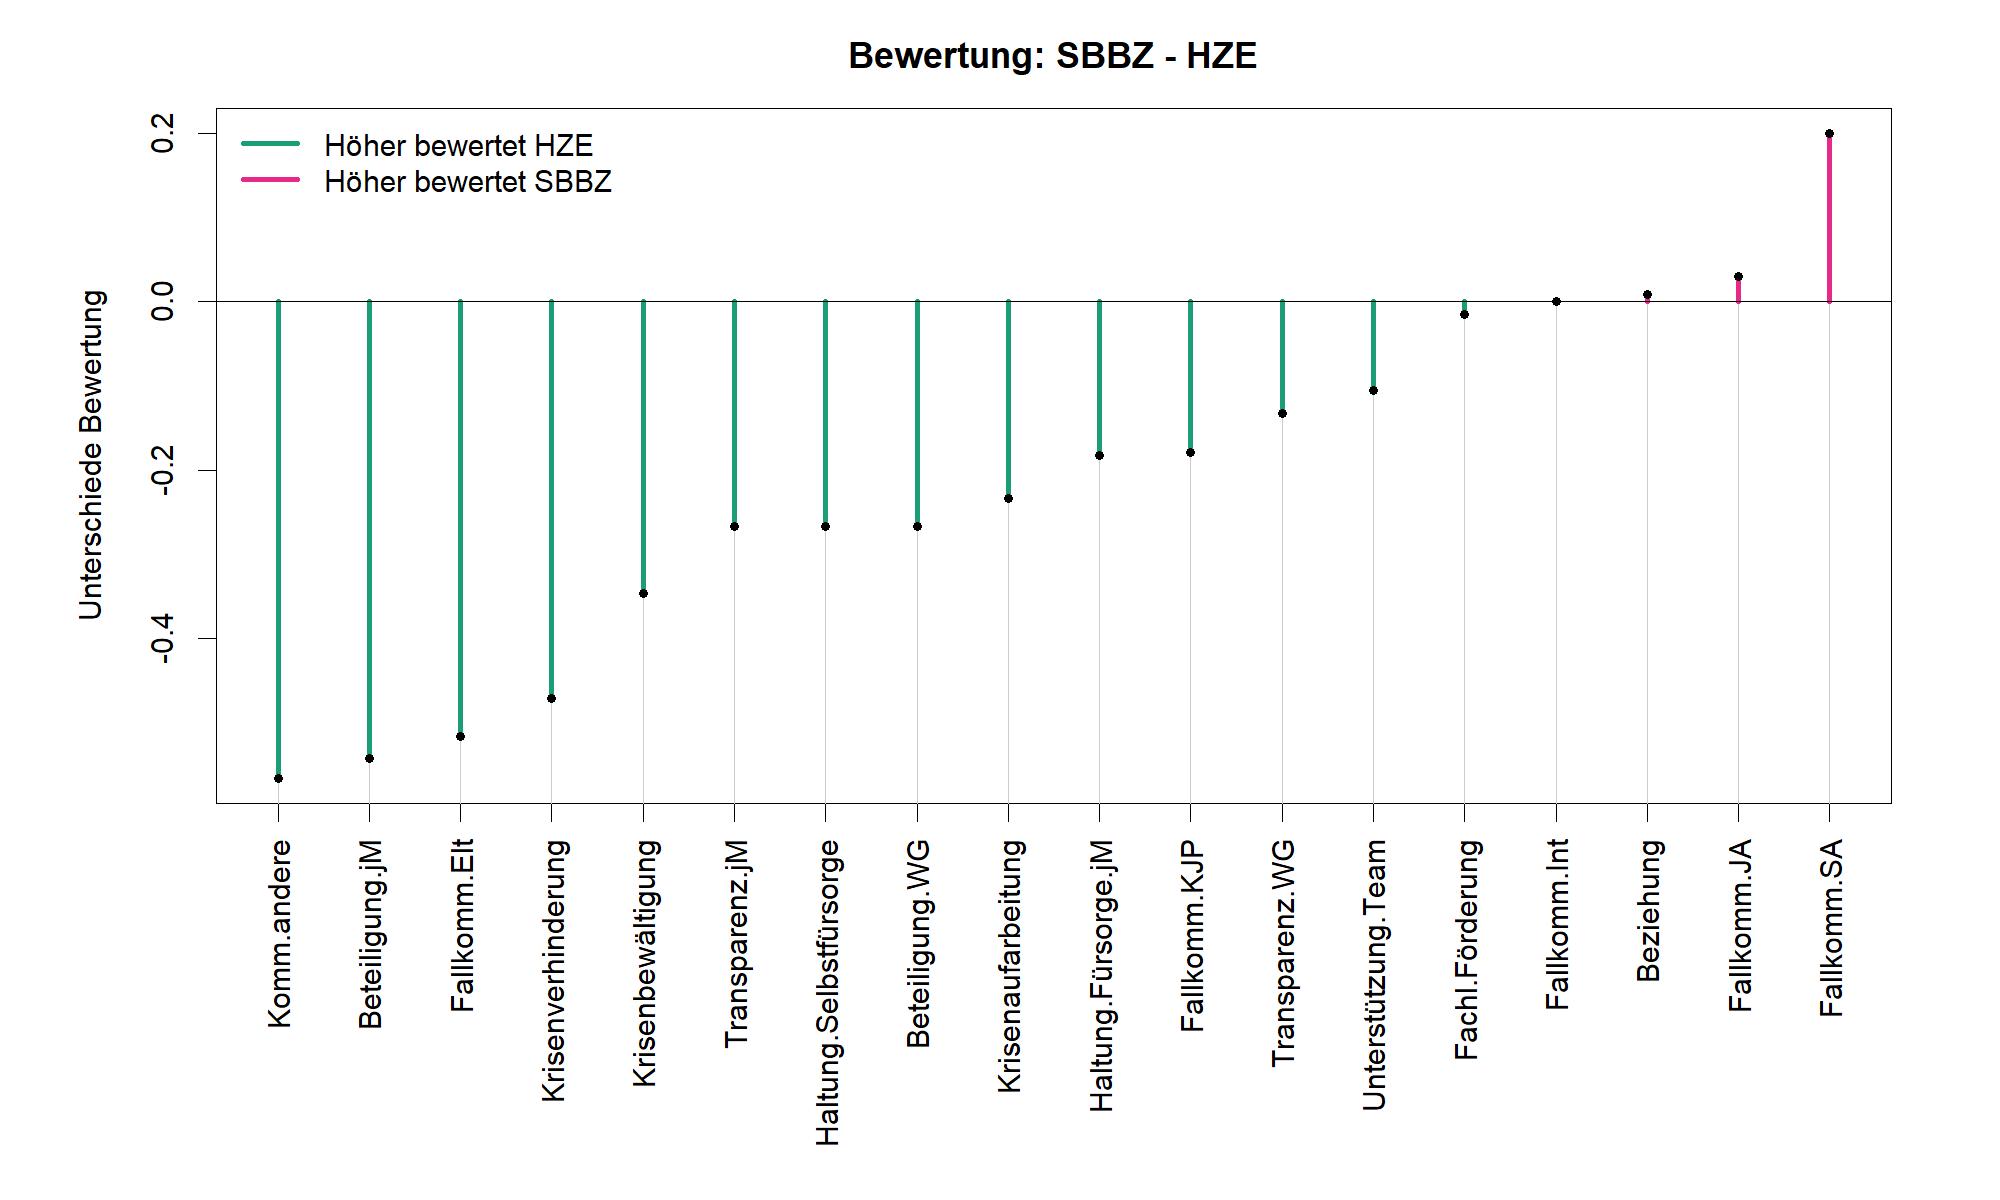 Bewertung: SBBZ - HZE
Höher bewertet HZE
Höher bewertet SBBZ
Unterschiede Bewertung
0.2
0.0
-0.2
-0.4
Komm.andere
Beteiligung.jM
Fallkomm.Elt
Krisenverhinderung
Krisenbewältigung
Transparenz.jM
Haltung.Selbstfürsorge
Beteiligung.WG
Krisenaufarbeitung
Haltung.Fürsorge.jM
Fallkomm.KJP
Transparenz.WG
Unterstützung.Team
Fachl.Förderung
Fallkomm.Int
Beziehung
Fallkomm.JA
Fallkomm.SA